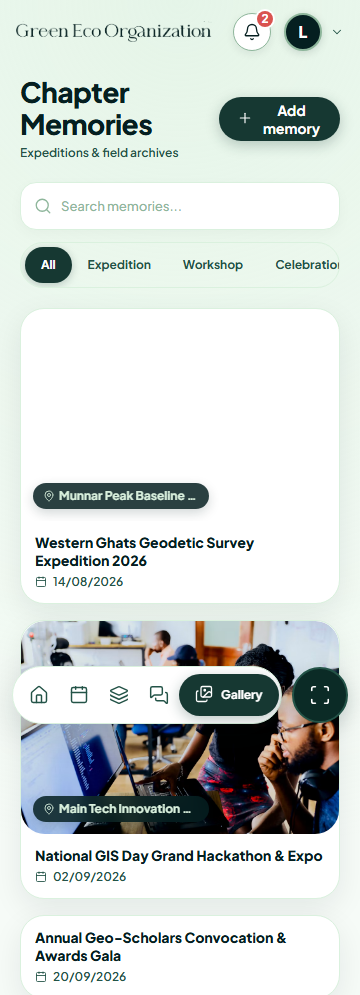 Green Eco Organization
2
L
Chapter
Memories
Expeditions & field archives
Add
memory
Search memories...
All
Expedition
Workshop
Celebration
Munnar Peak Baseline ...
Western Ghats Geodetic Survey
Expedition 2026
14/08/2026
Gallery
Main Tech Innovation ...
National GIS Day Grand Hackathon & Expo
02/09/2026
Annual Geo-Scholars Convocation &
Awards Gala
20/09/2026